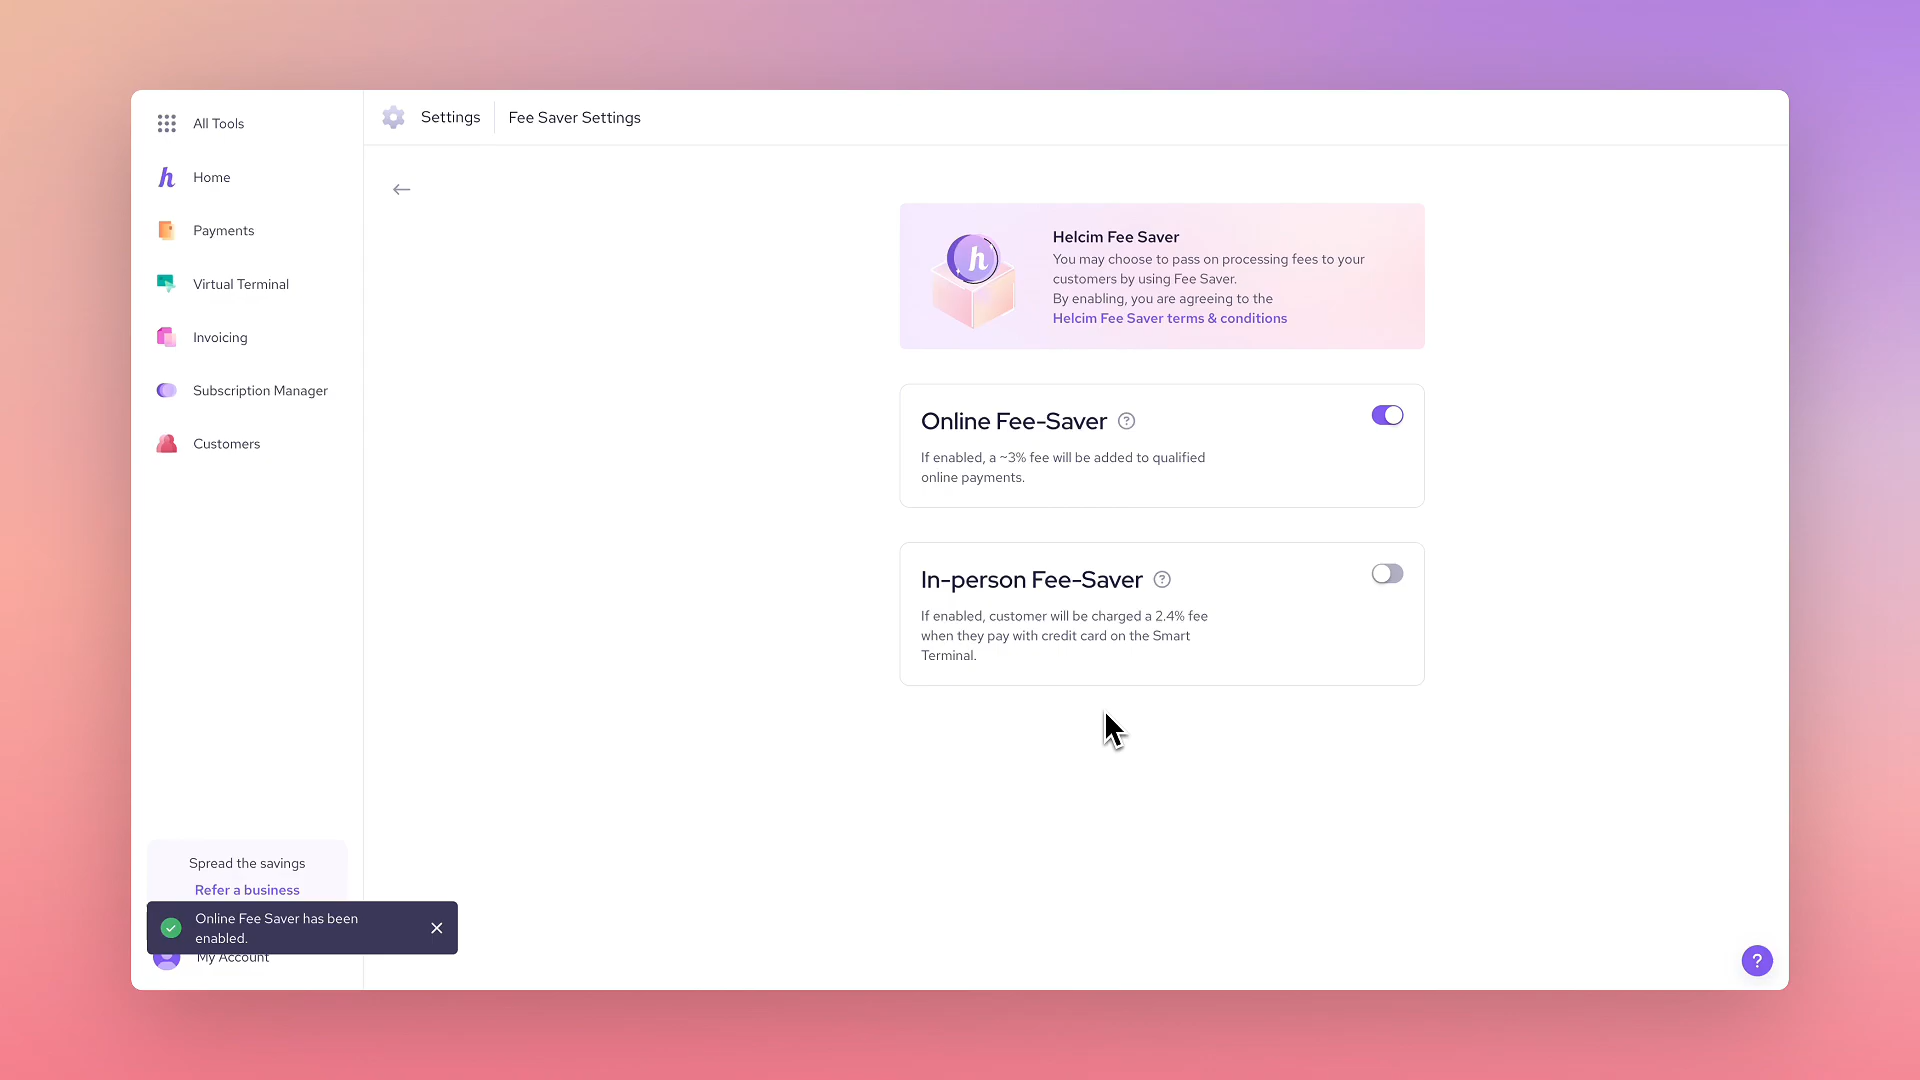 All Tools
Home
Payments
Virtual Terminal
Invoicing
Subscription Manager
Customers
Spread the savings
Refer a business
Online Fee Saver has been
enabled.
My Account
Settings
Fee Saver Settings
h
Helcim Fee Saver
You may choose to pass on processing fees to your
customers by using Fee Saver.
By enabling, you are agreeing to the
Helcim Fee Saver terms & conditions
Online Fee-Saver ?
If enabled, a ~3% fee will be added to qualified
online payments.
In-person Fee-Saver ?
If enabled, customer will be charged a 2.4% fee
when they pay with credit card on the Smart
Terminal.
?